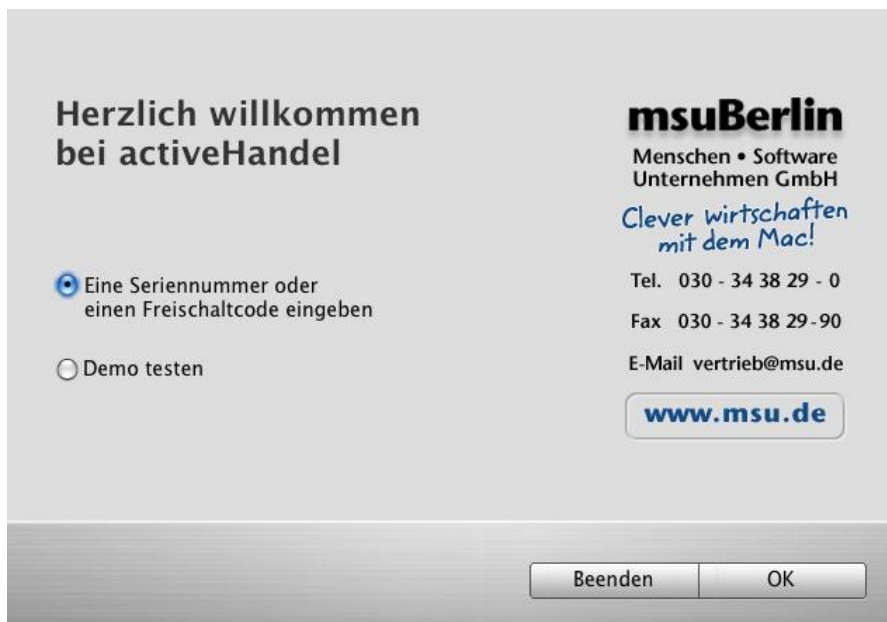 Herzlich willkommen
bei activeHandel
Eine Seriennummer oder
einen Freischaltcode eingeben
Demo testen
msuBerlin
Menschen • Software
Unternehmen GmbH
Clever wirtschaften
mit dem Mac!
Tel. 030 - 34 38 29 - 0
Fax 030 - 34 38 29-90
E-Mail vertrieb@msu.de
www.msu.de
Beenden
OK